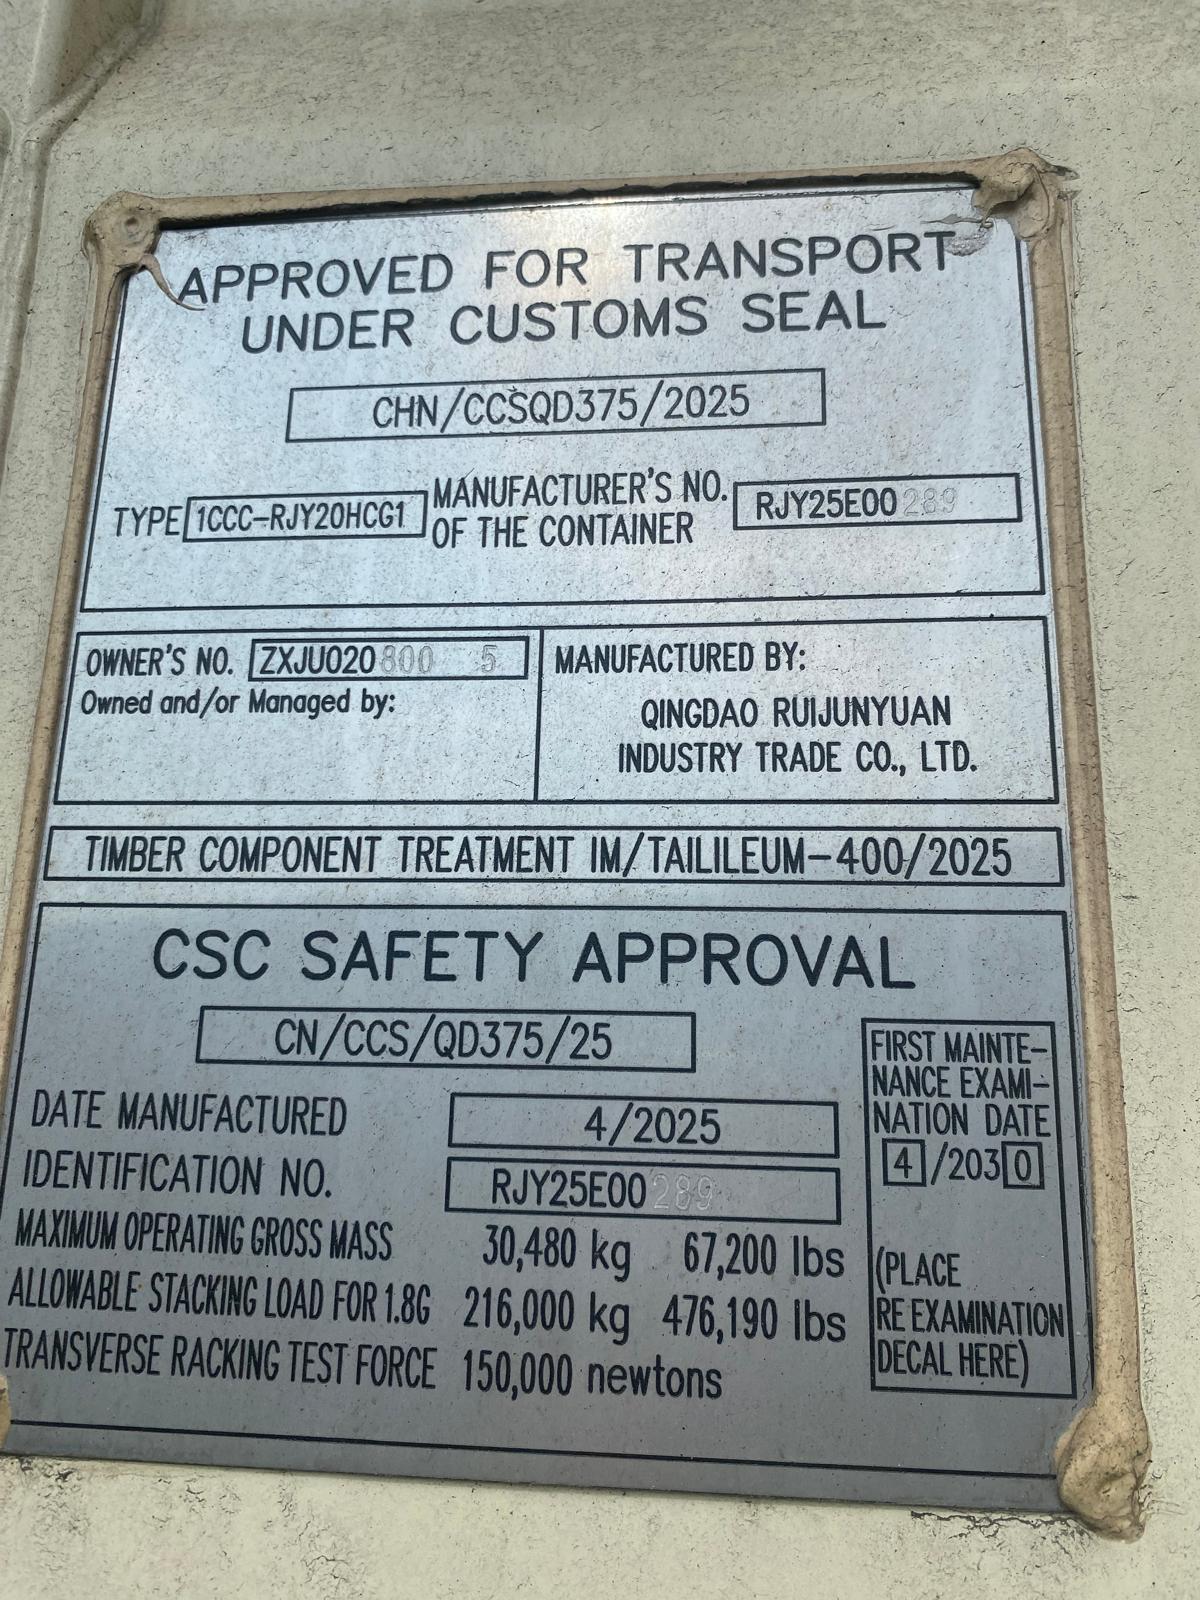 APPROVED FOR TRANSPORT
UNDER CUSTOMS SEAL
CHN/CCSQD375/2025
TYPE 1CCC-RJY20HCG1 MANUFACTURER'S NO. OF THE CONTAINER RJY25E00289
OWNER'S NO. ZXJU020800 5
Owned and/or Managed by:
MANUFACTURED BY:
QINGDAO RUIJUNYUAN
INDUSTRY TRADE CO., LTD.
TIMBER COMPONENT TREATMENT IM/TAILILEUM-400/2025
CSC SAFETY APPROVAL
CN/CCS/QD375/25
DATE MANUFACTURED 4/2025
IDENTIFICATION NO. RJY25E00289
MAXIMUM OPERATING GROSS MASS 30,480 kg 67,200 lbs
ALLOWABLE STACKING LOAD FOR 1.8G 216,000 kg 476,190 lbs
TRANSVERSE RACKING TEST FORCE 150,000 newtons
FIRST MAINTE-
NANCE EXAMI-
NATION DATE
4/2030
(PLACE
RE EXAMINATION
DECAL HERE)